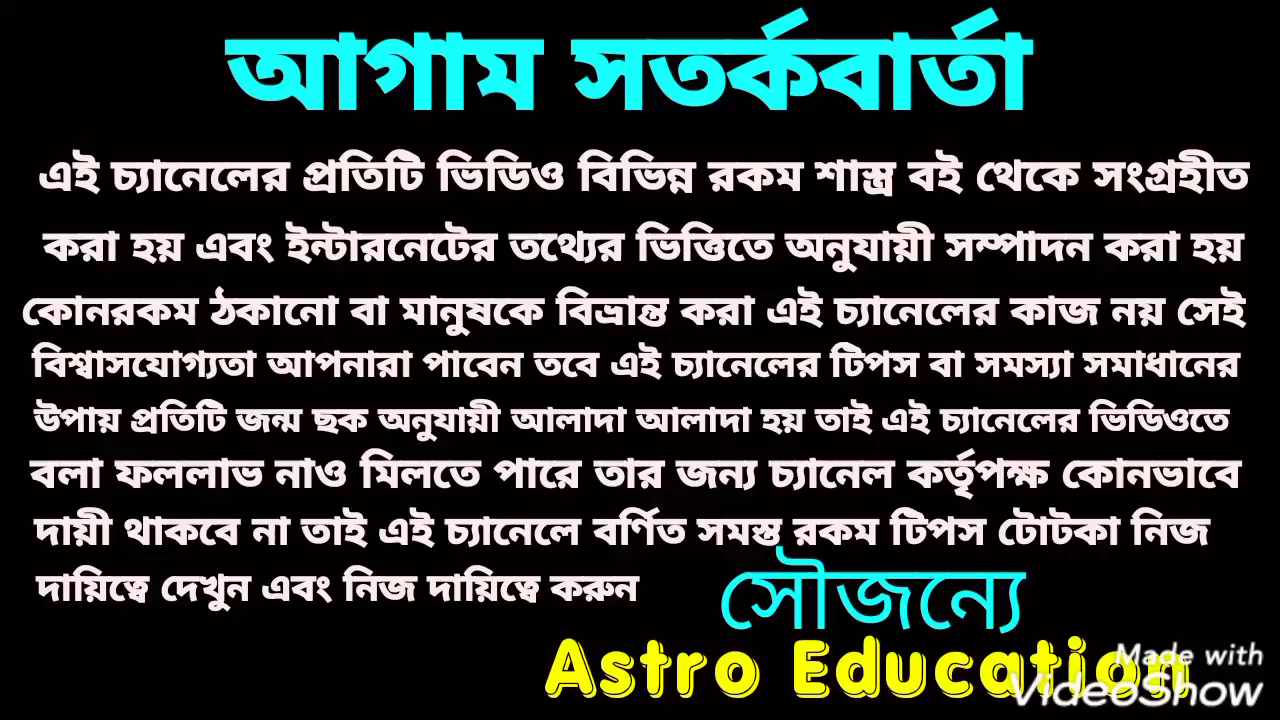 আগাম সতর্কবার্তা
এই চ্যানেলের প্রতিটি ভিডিও বিভিন্ন রকম শাস্ত্র বই থেকে সংগ্রহীত
করা হয় এবং ইন্টারনেটের তথ্যের ভিত্তিতে অনুযায়ী সম্পাদন করা হয়
কোনরকম ঠকানো বা মানুষকে বিভ্রান্ত করা এই চ্যানেলের কাজ নয় সেই
বিশ্বাসযোগ্যতা আপনারা পাবেন তবে এই চ্যানেলের টিপস বা সমস্যা সমাধানের
উপায় প্রতিটি জন্ম ছক অনুযায়ী আলাদা আলাদা হয় তাই এই চ্যানেলের ভিডিওতে
বলা ফললাভ নাও মিলতে পারে তার জন্য চ্যানেল কর্তৃপক্ষ কোনভাবে
দায়ী থাকবে না তাই এই চ্যানেলে বর্ণিত সমস্ত রকম টিপস টোটকা নিজ
দায়িত্বে দেখুন এবং নিজ দায়িত্বে করুন
সৌজন্যে
Astro Education
Made with
VideoShow